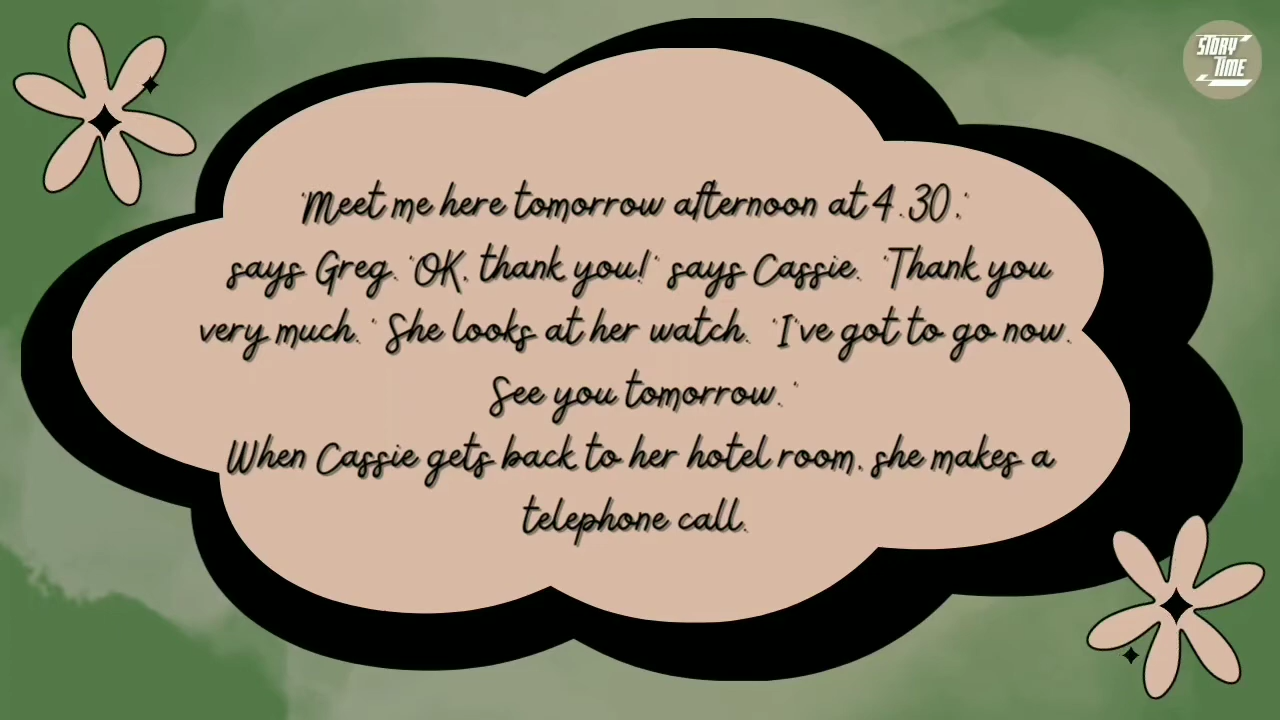 'Meet me here tomorrow afternoon at 4.30,'
says Greg. 'OK, thank you!' says Cassie. 'Thank you
very much.' She looks at her watch. 'I've got to go now.
See you tomorrow.'
When Cassie gets back to her hotel room, she makes a
telephone call.
STORY
TIME